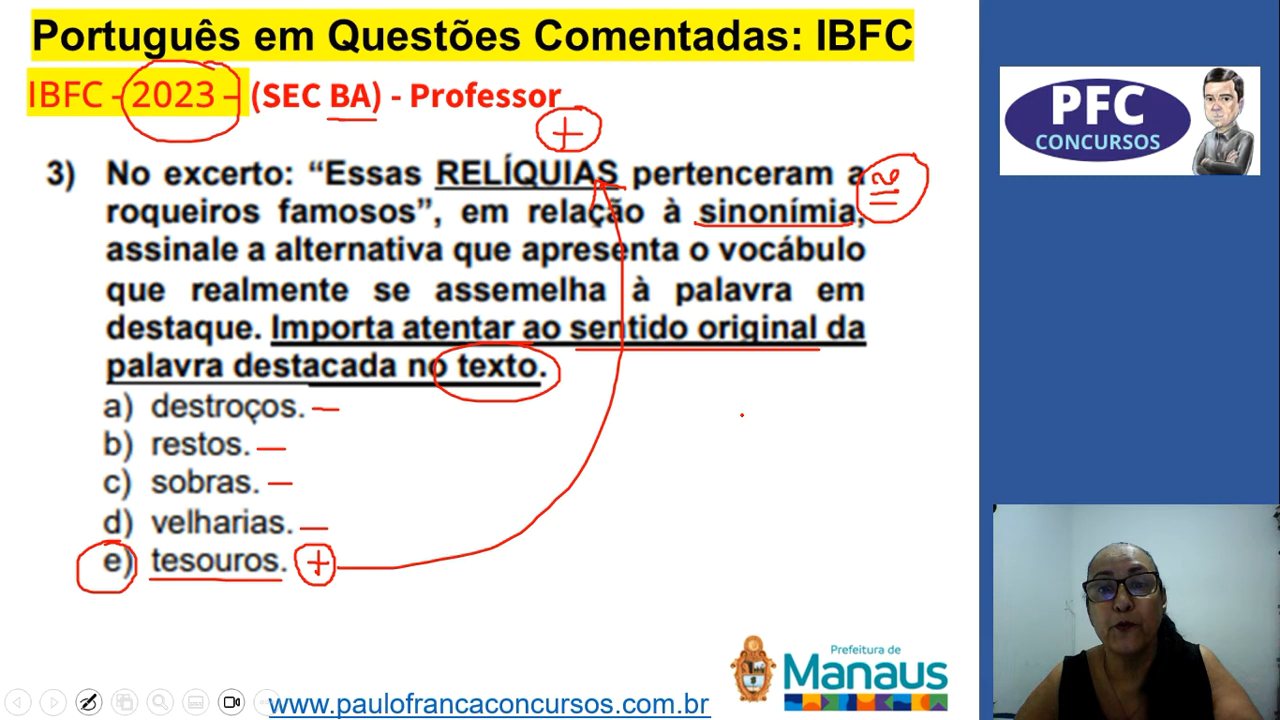 Português em Questões Comentadas: IBFC
IBFC - 2023 - (SEC BA) - Professor
PFC
CONCURSOS
3) No excerto: “Essas RELÍQUIAS pertenceram a
roqueiros famosos”, em relação à sinonímia,
assinale a alternativa que apresenta o vocábulo
que realmente se assemelha à palavra em
destaque. Importa atentar ao sentido original da
palavra destacada no texto.
a) destroços.
b) restos.
c) sobras.
d) velharias.
e) tesouros.
Prefeitura de
Manaus
www.paulofrancaconcursos.com.br